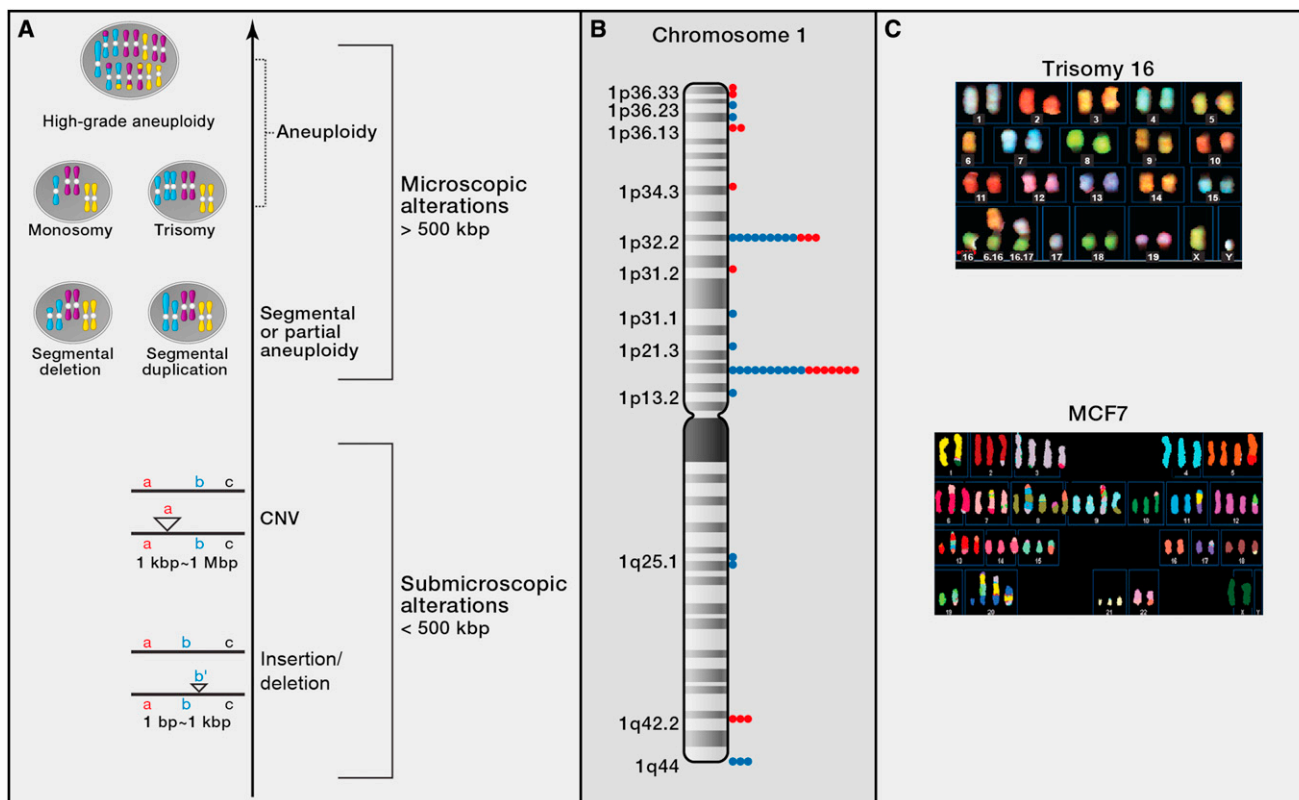 A
High-grade aneuploidy
Aneuploidy
Monosomy
Trisomy
Microscopic
alterations
> 500 kbp
Segmental
deletion
Segmental
duplication
Segmental
or partial
aneuploidy
a b c
a
a b c
1 kbp~1 Mbp
CNV
Submicroscopic
alterations
< 500 kbp
a b c
b'
a b c
1 bp~1 kbp
Insertion/
deletion
B
Chromosome 1
1p36.33
1p36.23
1p36.13
1p34.3
1p32.2
1p31.2
1p31.1
1p21.3
1p13.2
1q25.1
1q42.2
1q44
C
Trisomy 16
1 2 3 4 5
6 7 8 9 10
11 12 13 14 15
16 6.16 16.17 17 18 19 X Y
MCF7
1 2 3 4 5
6 7 8 9 10 11 12
13 14 15 16 17 18
19 20 21 22 X Y